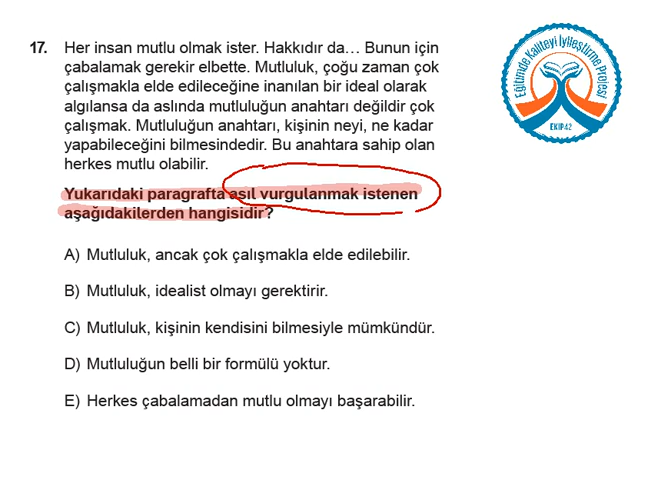 17. Her insan mutlu olmak ister. Hakkıdır da… Bunun için
çabalamak gerekir elbette. Mutluluk, çoğu zaman çok
çalışmakla elde edileceğine inanılan bir ideal olarak
algılansa da aslında mutluluğun anahtarı değildir çok
çalışmak. Mutluluğun anahtarı, kişinin neyi, ne kadar
yapabileceğini bilmesindedir. Bu anahtara sahip olan
herkes mutlu olabilir.
Yukarıdaki paragrafta asıl vurgulanmak istenen
aşağıdakilerden hangisidir?
A) Mutluluk, ancak çok çalışmakla elde edilebilir.
B) Mutluluk, idealist olmayı gerektirir.
C) Mutluluk, kişinin kendisini bilmesiyle mümkündür.
D) Mutluluğun belli bir formülü yoktur.
E) Herkes çabalamadan mutlu olmayı başarabilir.
Eğitimde Kaliteyi İyileştirme Projesi
EKİP42